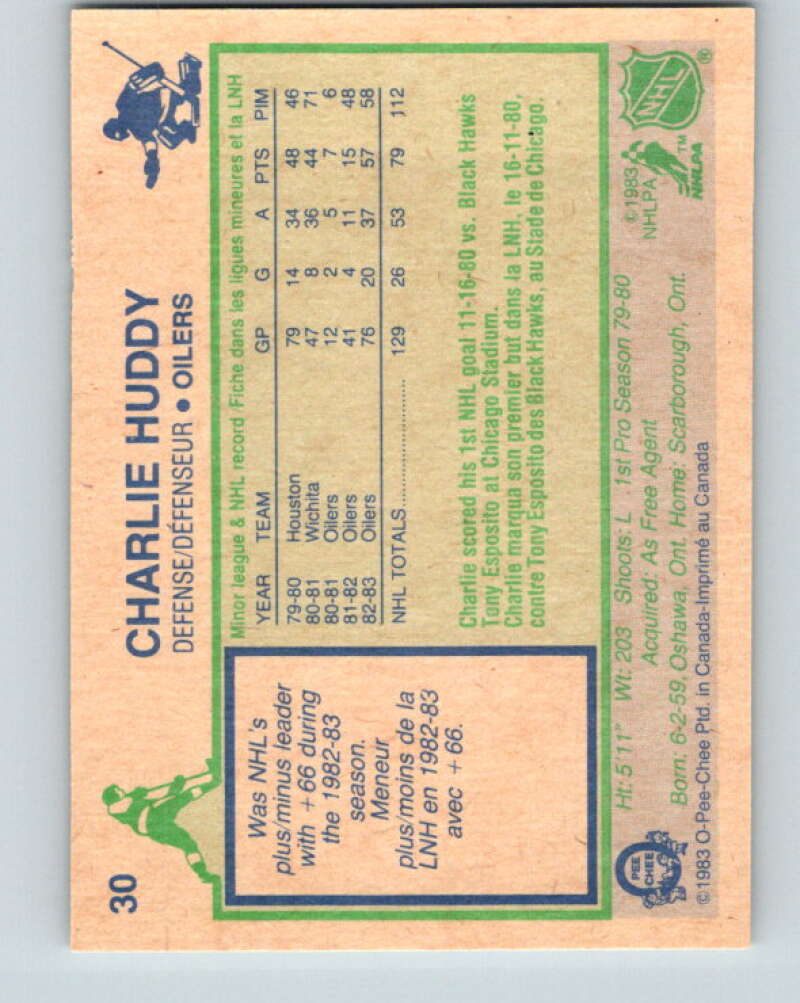 30
CHARLIE HUDDY
DEFENSE/DÉFENSEUR • OILERS
Was NHL's
plus/minus leader
with +66 during
the 1982-83
season.
Meneur
plus/moins de la
LNH en 1982-83
avec +66.
Minor league & NHL record/Fiche dans les ligues mineures et la LNH
YEAR TEAM GP G A PTS PIM
79-80 Houston 79 14 34 48 46
80-81 Wichita 47 8 36 44 71
80-81 Oilers 12 2 5 7 6
81-82 Oilers 41 4 11 15 48
82-83 Oilers 76 20 37 57 58
NHL TOTALS.......................... 129 26 53 79 112
Charlie scored his 1st NHL goal 11-16-80 vs. Black Hawks
Tony Esposito at Chicago Stadium.
Charlie marqua son premier but dans la LNH, le 16-11-80,
contre Tony Esposito des Black Hawks, au Stade de Chicago.
Ht: 5'11" Wt: 203 Shoots: L 1st Pro Season 79-80
Acquired: As Free Agent
Born: 6-2-59, Oshawa, Ont. Home: Scarborough, Ont.
©1983 O-Pee-Chee Ptd. in Canada-Imprimé au Canada
O
PEE
CHEE
©1983
NHLPA
NHL
®
NHLPA
TM